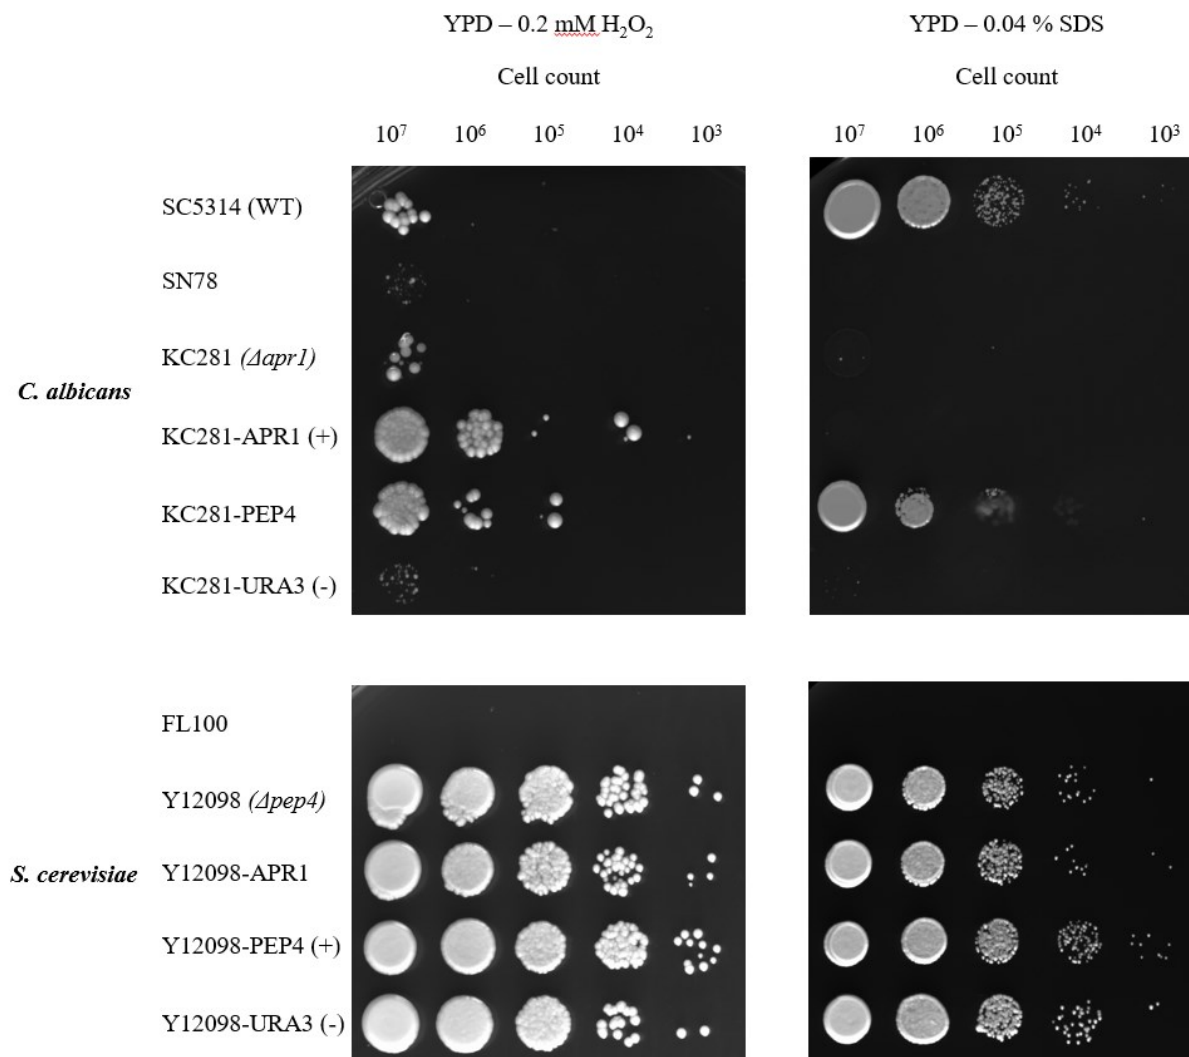 YPD – 0.2 mM H₂O₂ YPD – 0.04 % SDS
Cell count Cell count
10⁷ 10⁶ 10⁵ 10⁴ 10³ 10⁷ 10⁶ 10⁵ 10⁴ 10³
SC5314 (WT)
SN78
KC281 (Δapr1)
C. albicans
KC281-APR1 (+)
KC281-PEP4
KC281-URA3 (-)
FL100
Y12098 (Δpep4)
S. cerevisiae Y12098-APR1
Y12098-PEP4 (+)
Y12098-URA3 (-)